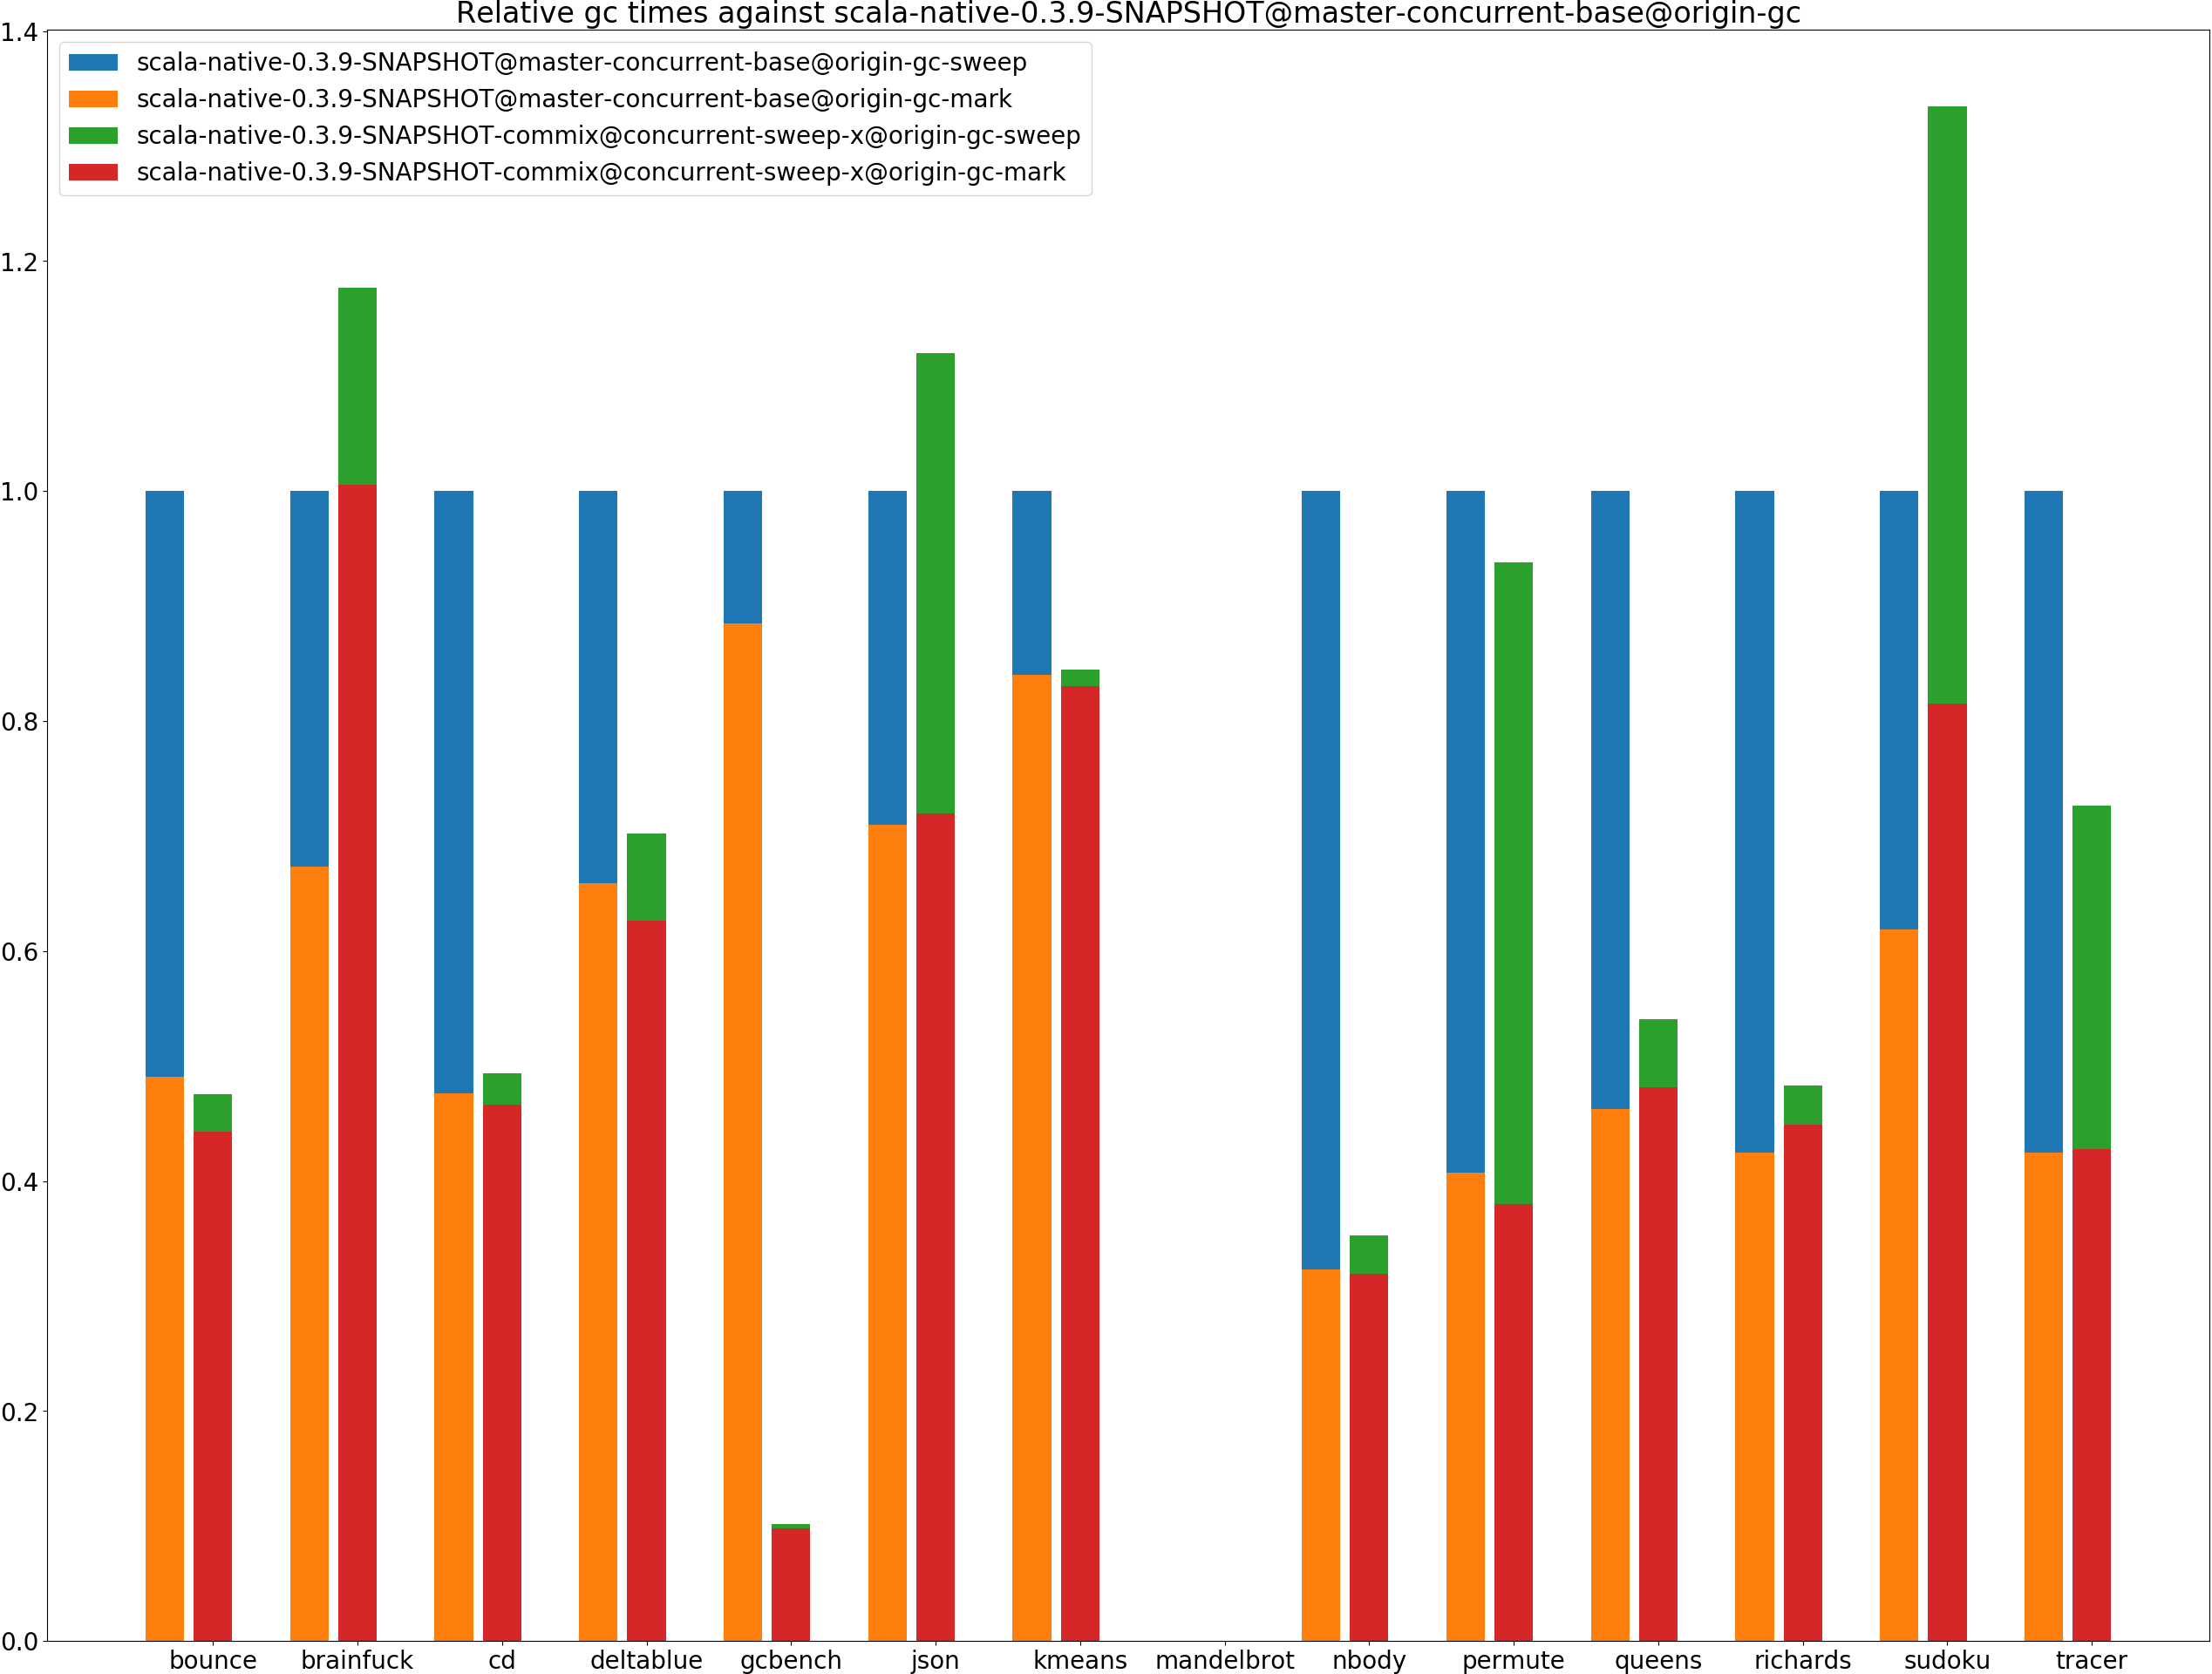 Relative gc times against scala-native-0.3.9-SNAPSHOT@master-concurrent-base@origin-gc
1.4
scala-native-0.3.9-SNAPSHOT@master-concurrent-base@origin-gc-sweep
scala-native-0.3.9-SNAPSHOT@master-concurrent-base@origin-gc-mark
scala-native-0.3.9-SNAPSHOT-commix@concurrent-sweep-x@origin-gc-sweep
scala-native-0.3.9-SNAPSHOT-commix@concurrent-sweep-x@origin-gc-mark
1.2
1.0
0.8
0.6
0.4
0.2
0.0
bounce brainfuck cd deltablue gcbench json kmeans mandelbrot nbody permute queens richards sudoku tracer